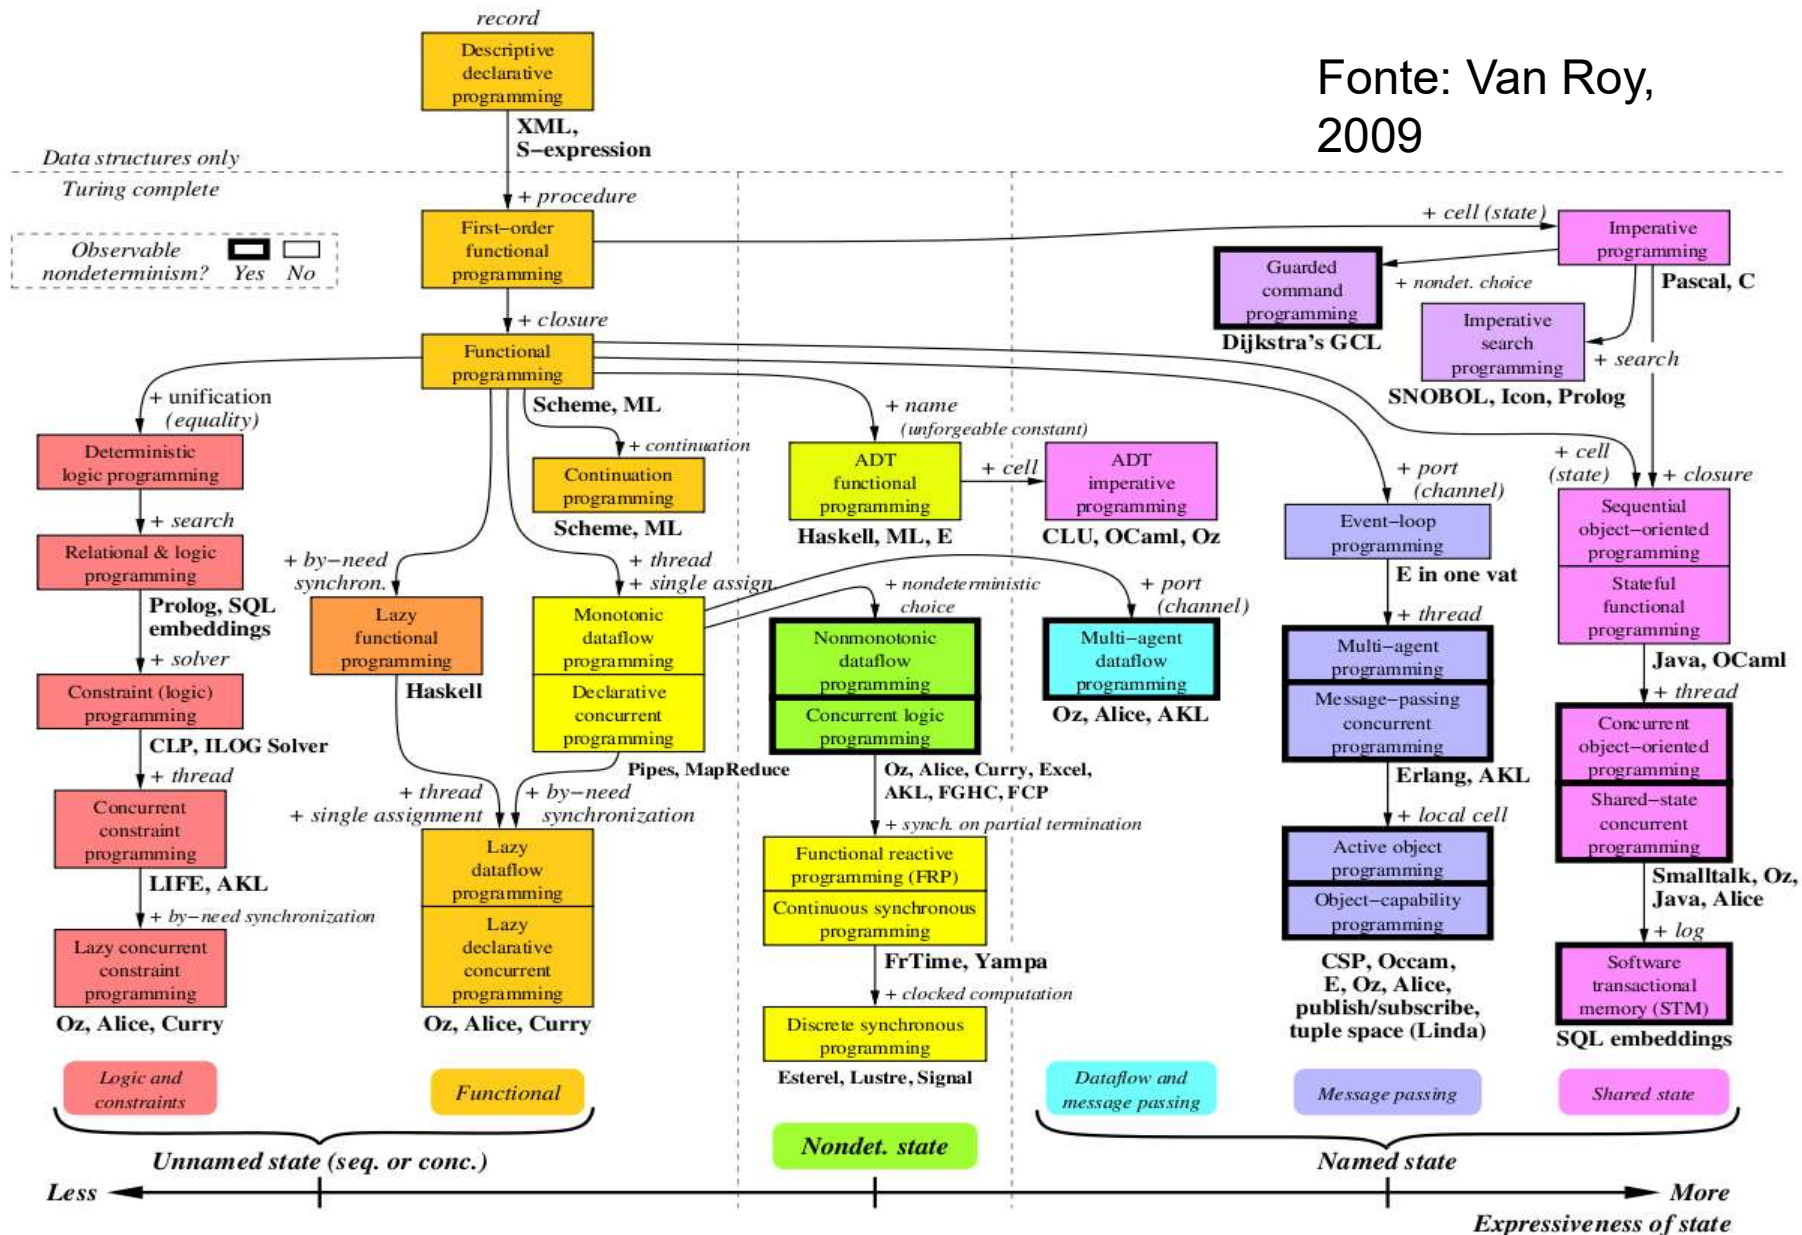 record
Descriptive
declarative
programming
Fonte: Van Roy,
2009
XML,
S−expression
Data structures only
Turing complete
+ procedure
Observable
nondeterminism? Yes No
First−order
functional
programming
+ cell (state)
Imperative
programming
Pascal, C
Guarded
command
programming
+ nondet. choice
Dijkstra's GCL
Imperative
search
programming
+ search
SNOBOL, Icon, Prolog
+ closure
Functional
programming
Scheme, ML
+ unification
(equality)
+ continuation
+ name
(unforgeable constant)
+ port
(channel)
+ cell
(state)
+ closure
Deterministic
logic programming
+ search
Relational & logic
programming
Prolog, SQL
embeddings
+ solver
Constraint (logic)
programming
CLP, ILOG Solver
+ thread
Concurrent
constraint
programming
LIFE, AKL
+ by−need synchronization
Lazy concurrent
constraint
programming
Oz, Alice, Curry
Continuation
programming
Scheme, ML
+ by−need
synchron.
Lazy
functional
programming
Haskell
+ thread
+ single assign.
Monotonic
dataflow
programming
Declarative
concurrent
programming
Pipes, MapReduce
+ thread
+ single assignment
+ by−need
synchronization
Lazy
dataflow
programming
Lazy
declarative
concurrent
programming
Oz, Alice, Curry
ADT
functional
programming
Haskell, ML, E
+ cell
ADT
imperative
programming
CLU, OCaml, Oz
+ nondeterministic
choice
Nonmonotonic
dataflow
programming
Concurrent logic
programming
Oz, Alice, Curry, Excel,
AKL, FGHC, FCP
+ synch. on partial termination
Functional reactive
programming (FRP)
Continuous synchronous
programming
FrTime, Yampa
+ clocked computation
Discrete synchronous
programming
Esterel, Lustre, Signal
+ port
(channel)
Multi−agent
dataflow
programming
Oz, Alice, AKL
Event−loop
programming
E in one vat
+ thread
Multi−agent
programming
Message−passing
concurrent
programming
Erlang, AKL
+ local cell
Active object
programming
Object−capability
programming
CSP, Occam,
E, Oz, Alice,
publish/subscribe,
tuple space (Linda)
Sequential
object−oriented
programming
Stateful
functional
programming
Java, OCaml
+ thread
Concurrent
object−oriented
programming
Shared−state
concurrent
programming
Smalltalk, Oz,
Java, Alice
+ log
Software
transactional
memory (STM)
SQL embeddings
Logic and
constraints
Functional
Dataflow and
message passing
Message passing
Shared state
Unnamed state (seq. or conc.)
Nondet. state
Named state
Less
More
Expressiveness of state